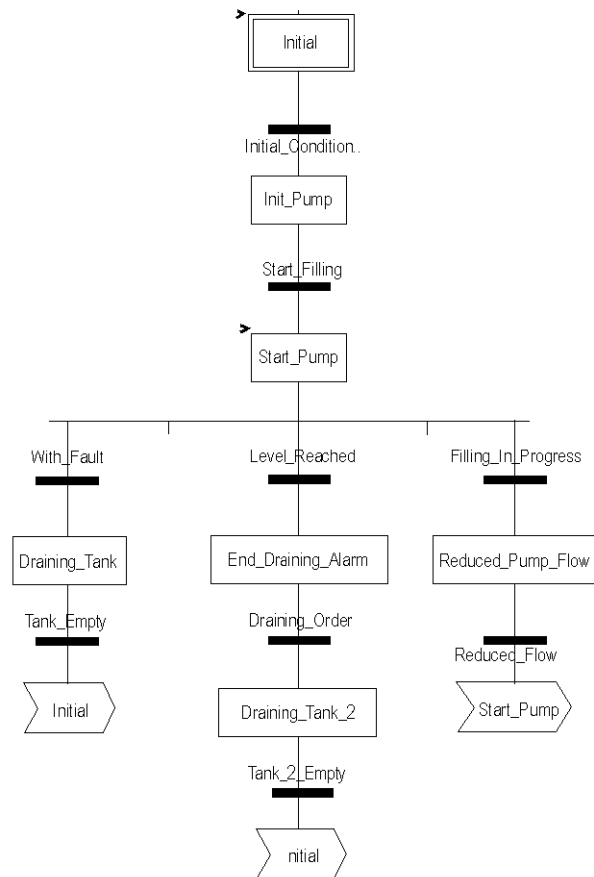 Initial
Initial_Condition..
Init_Pump
Start_Filling
Start_Pump
With_Fault
Level_Reached
Filling_In_Progress
Draining_Tank
End_Draining_Alarm
Reduced_Pump_Flow
Tank_Empty
Draining_Order
Reduced_Flow
Initial
Draining_Tank_2
Start_Pump
Tank_2_Empty
nitial